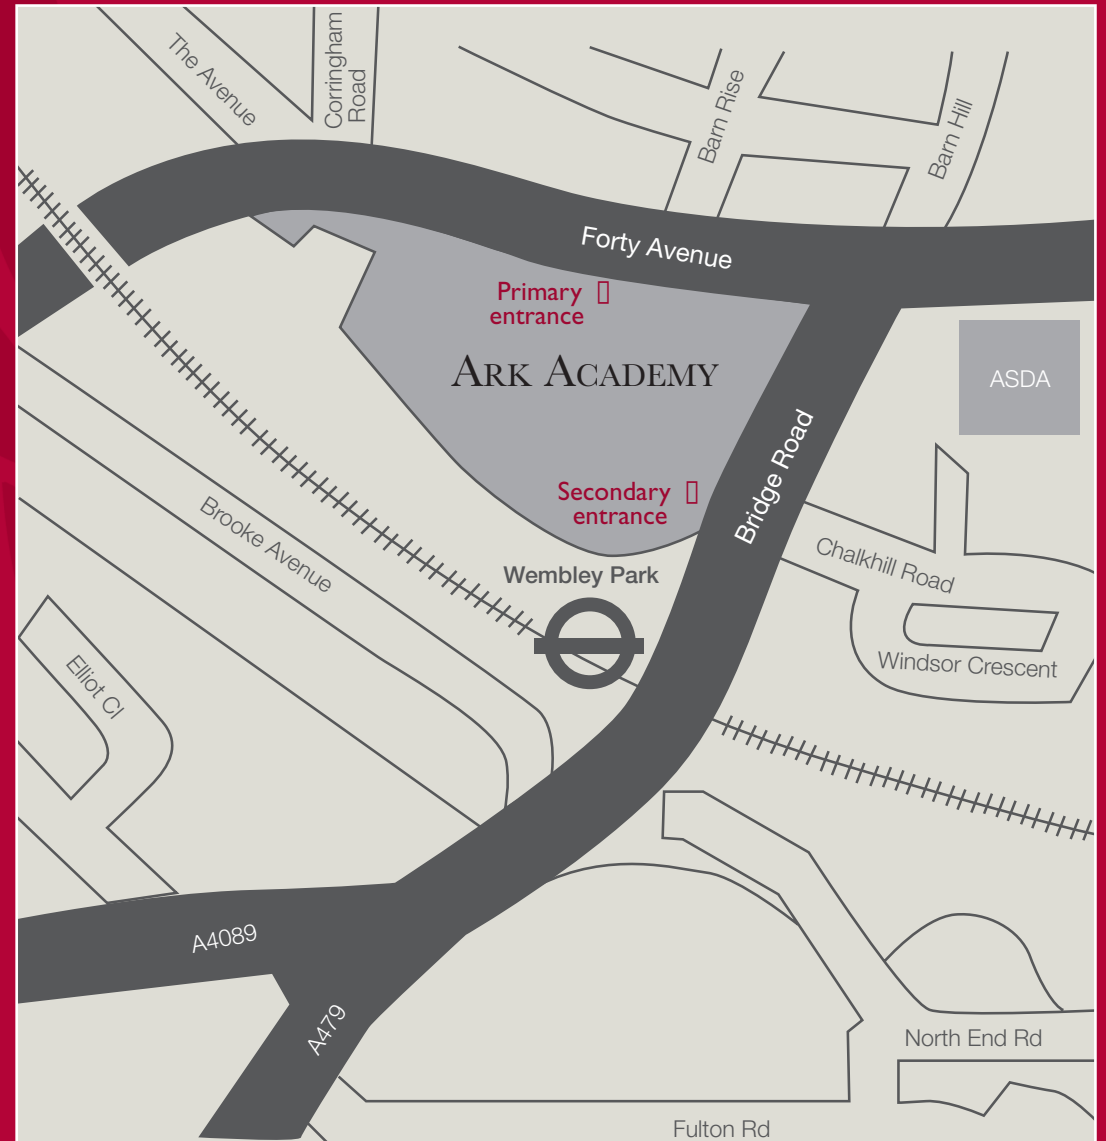 The Avenue
Corringham
Road
Barn Rise
Barn Hill
Forty Avenue
Primary
entrance
ARK ACADEMY
ASDA
Bridge Road
Secondary
entrance
Brooke Avenue
Chalkhill Road
Wembley Park
Windsor Crescent
Elliot Cl
A4089
A479
North End Rd
Fulton Rd